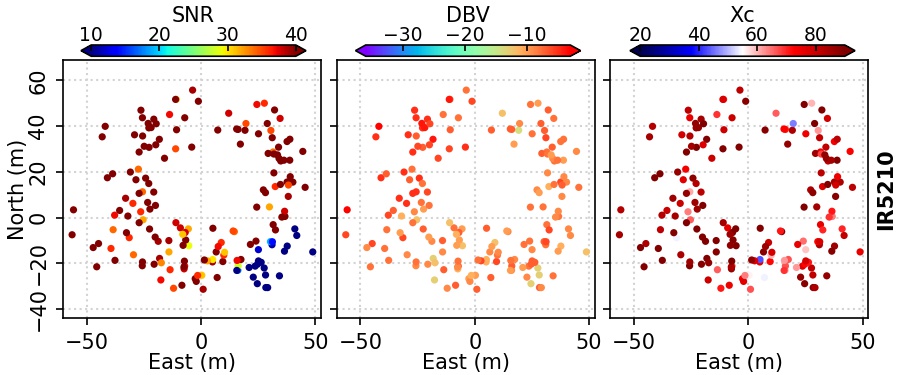 SNR DBV Xc
10 20 30 40 −30 −20 −10 20 40 60 80
60
40
20
0
−20
−40
North (m)
IR5210
−50 0 50 −50 0 50 −50 0 50
East (m) East (m) East (m)